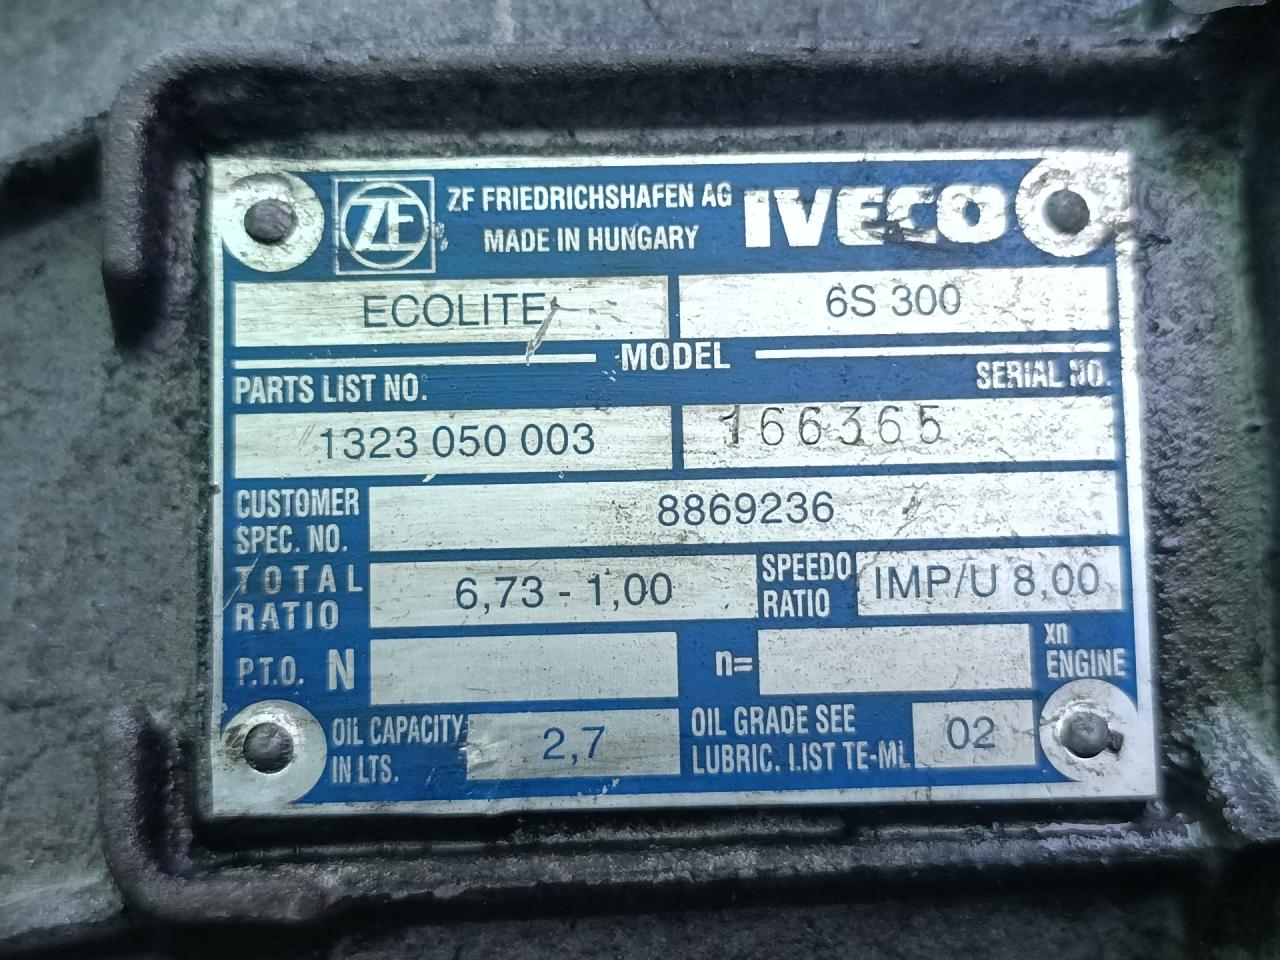 ZF ZF FRIEDRICHSHAFEN AG IVECO
MADE IN HUNGARY
ECOLITE 6S 300
MODEL
PARTS LIST NO. SERIAL NO.
1323 050 003 166365
CUSTOMER
SPEC. NO. 8869236
TOTAL
RATIO 6,73 - 1,00 SPEEDO
RATIO IMP/U 8,00
P.T.O. N n= xn
ENGINE
OIL CAPACITY
IN LTS. 2,7 OIL GRADE SEE
LUBRIC. LIST TE-ML 02